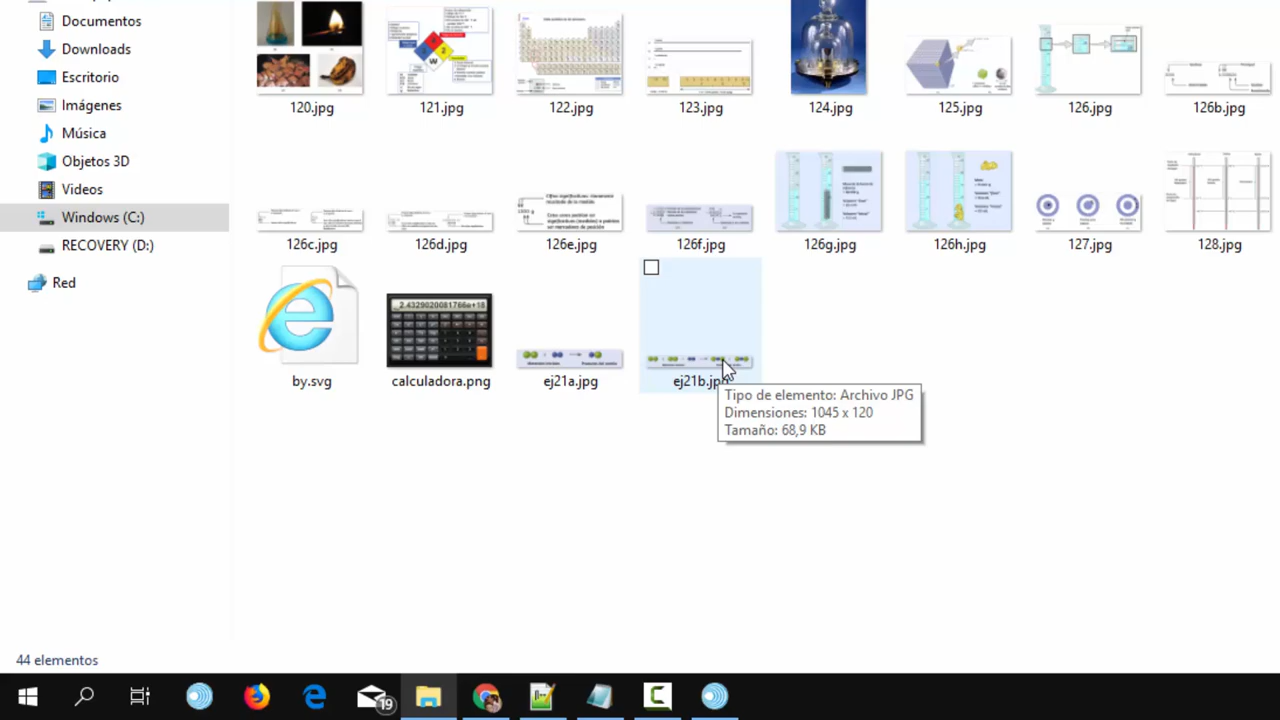 Documentos
Downloads
Escritorio
Imágenes
Música
Objetos 3D
Videos
Windows (C:)
RECOVERY (D:)
Red
120.jpg 121.jpg 122.jpg 123.jpg 124.jpg 125.jpg 126.jpg 126b.jpg
126c.jpg 126d.jpg 126e.jpg 126f.jpg 126g.jpg 126h.jpg 127.jpg 128.jpg
by.svg calculadora.png ej21a.jpg ej21b.jpg
Tipo de elemento: Archivo JPG
Dimensiones: 1045 x 120
Tamaño: 68,9 KB
44 elementos
19